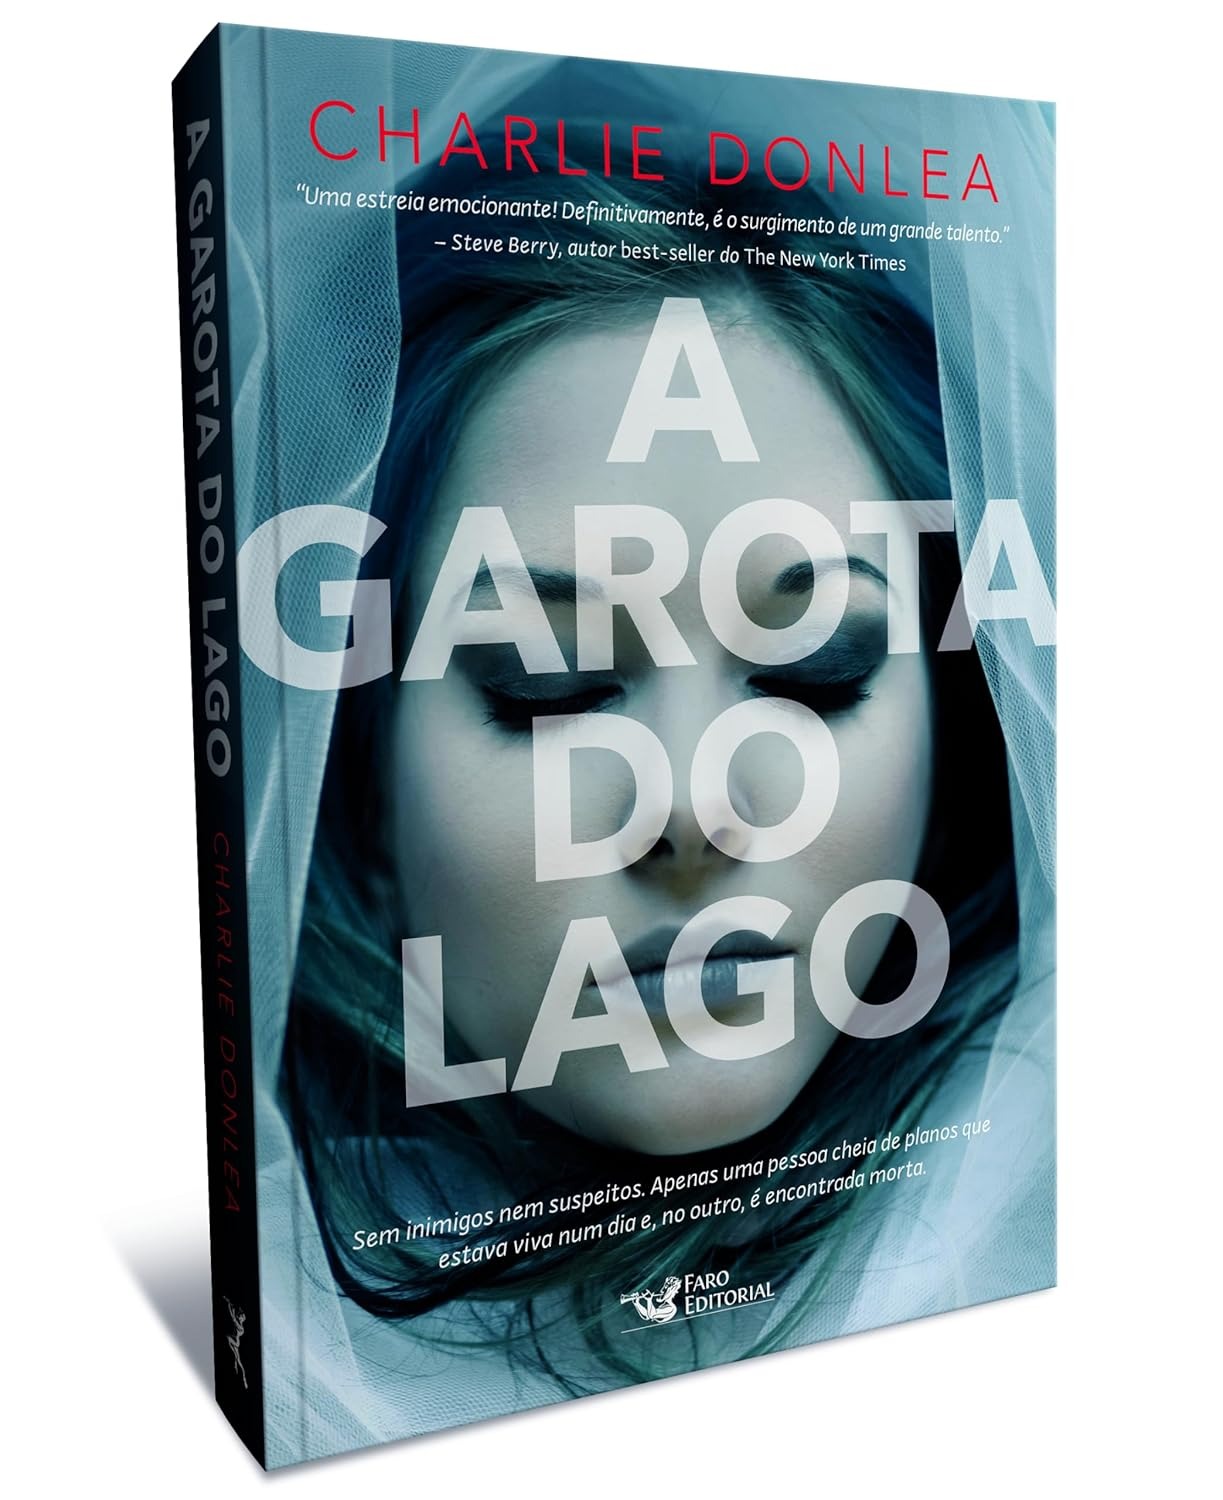 CHARLIE DONLEA
“Uma estreia emocionante! Definitivamente, é o surgimento de um grande talento.”
– Steve Berry, autor best-seller do The New York Times
A
GAROTA
DO
LAGO
Sem inimigos nem suspeitos. Apenas uma pessoa cheia de planos que
estava viva num dia e, no outro, é encontrada morta.
FARO
EDITORIAL
A GAROTA DO LAGO
CHARLIE DONLEA